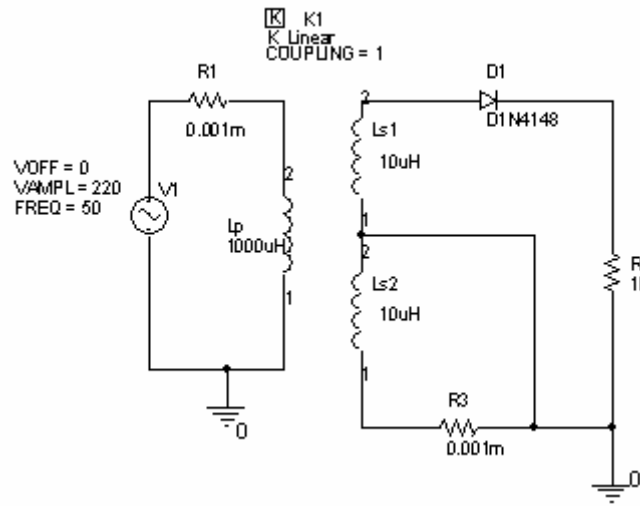 K K1
K_Linear
COUPLING = 1
R1
0.001m
VOFF = 0
VAMPL = 220
FREQ = 50
V1
2
Lp
1000uH
1
0
2
Ls1
10uH
1
D1
D1N4148
2
Ls2
10uH
1
R3
0.001m
0